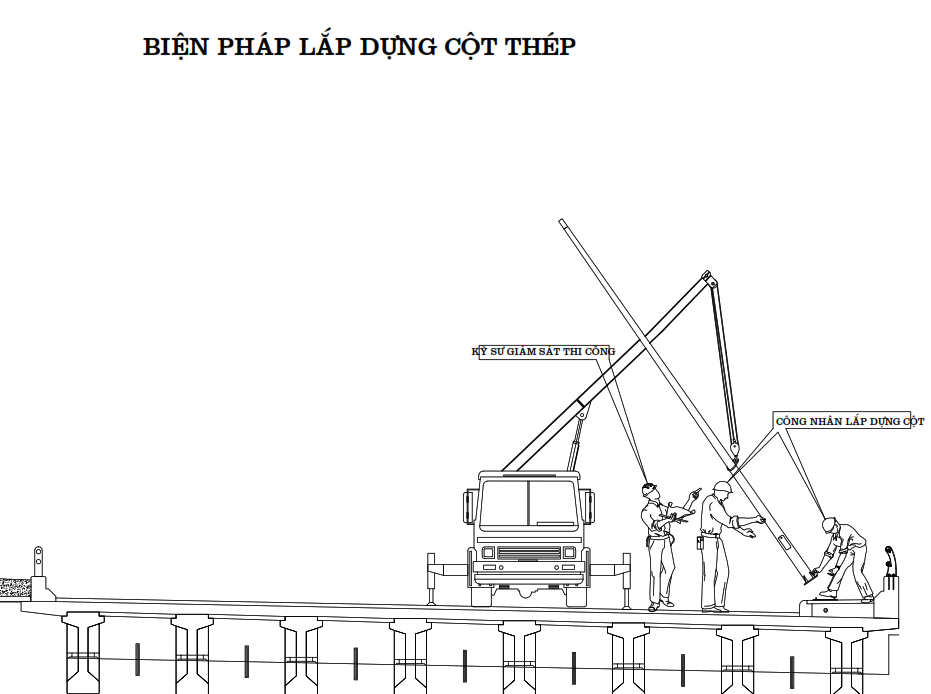 BIỆN PHÁP LẮP DỰNG CỘT THÉP
KỸ SƯ GIÁM SÁT THI CÔNG
CÔNG NHÂN LẮP DỰNG CỘT